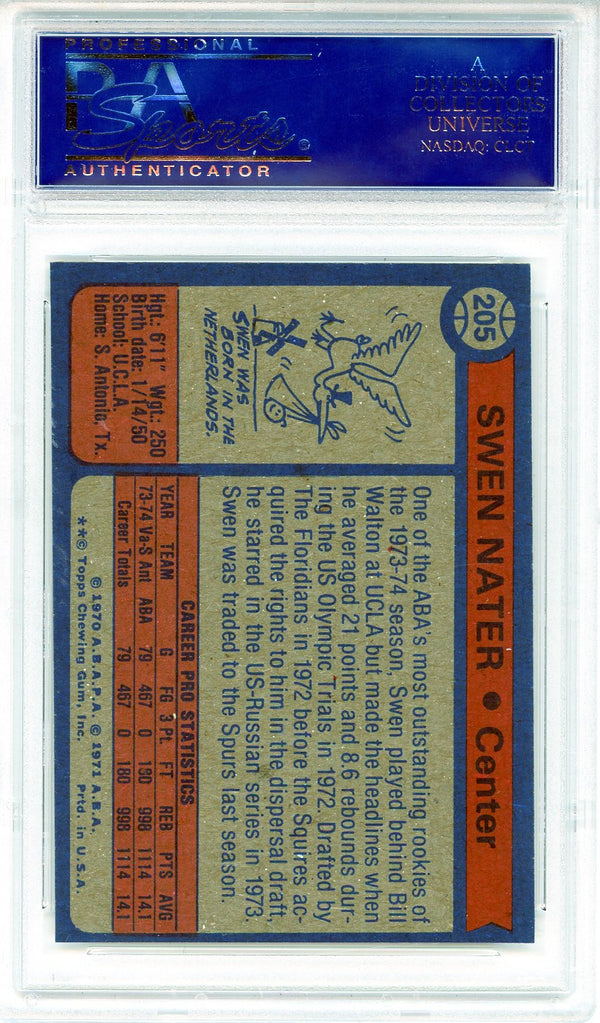 PROFESSIONAL
PSA
Sports
AUTHENTICATOR
A
DIVISION OF
COLLECTORS
UNIVERSE
NASDAQ: CLCT
205
SWEN NATER • Center
SWEN WAS
BORN IN THE
NETHERLANDS.
Hgt.: 6'11" Wgt.: 250
Birth date: 1/14/50
School: U.C.L.A.
Home: S. Antonio, Tx.
One of the ABA's most outstanding rookies of
the 1973-74 season, Swen played behind Bill
Walton at UCLA but made the headlines when
he averaged 21 points and 8.6 rebounds dur-
ing the US Olympic Trials in 1972. Drafted by
The Floridians in 1972 before the Squires ac-
quired the rights to him in the dispersal draft,
he starred in the US-Russian series in 1973.
Swen was traded to the Spurs last season.
CAREER PRO STATISTICS
YEAR TEAM G FG 3 PL FT REB PTS AVG
73-74 Va-S Ant ABA 79 467 0 180 998 1114 14.1
Career Totals 79 467 0 180 998 1114 14.1
© 1970 A.B.A.P.A. © 1971 A.B.A.
**© Topps Chewing Gum, Inc. Prtd. in U.S.A.